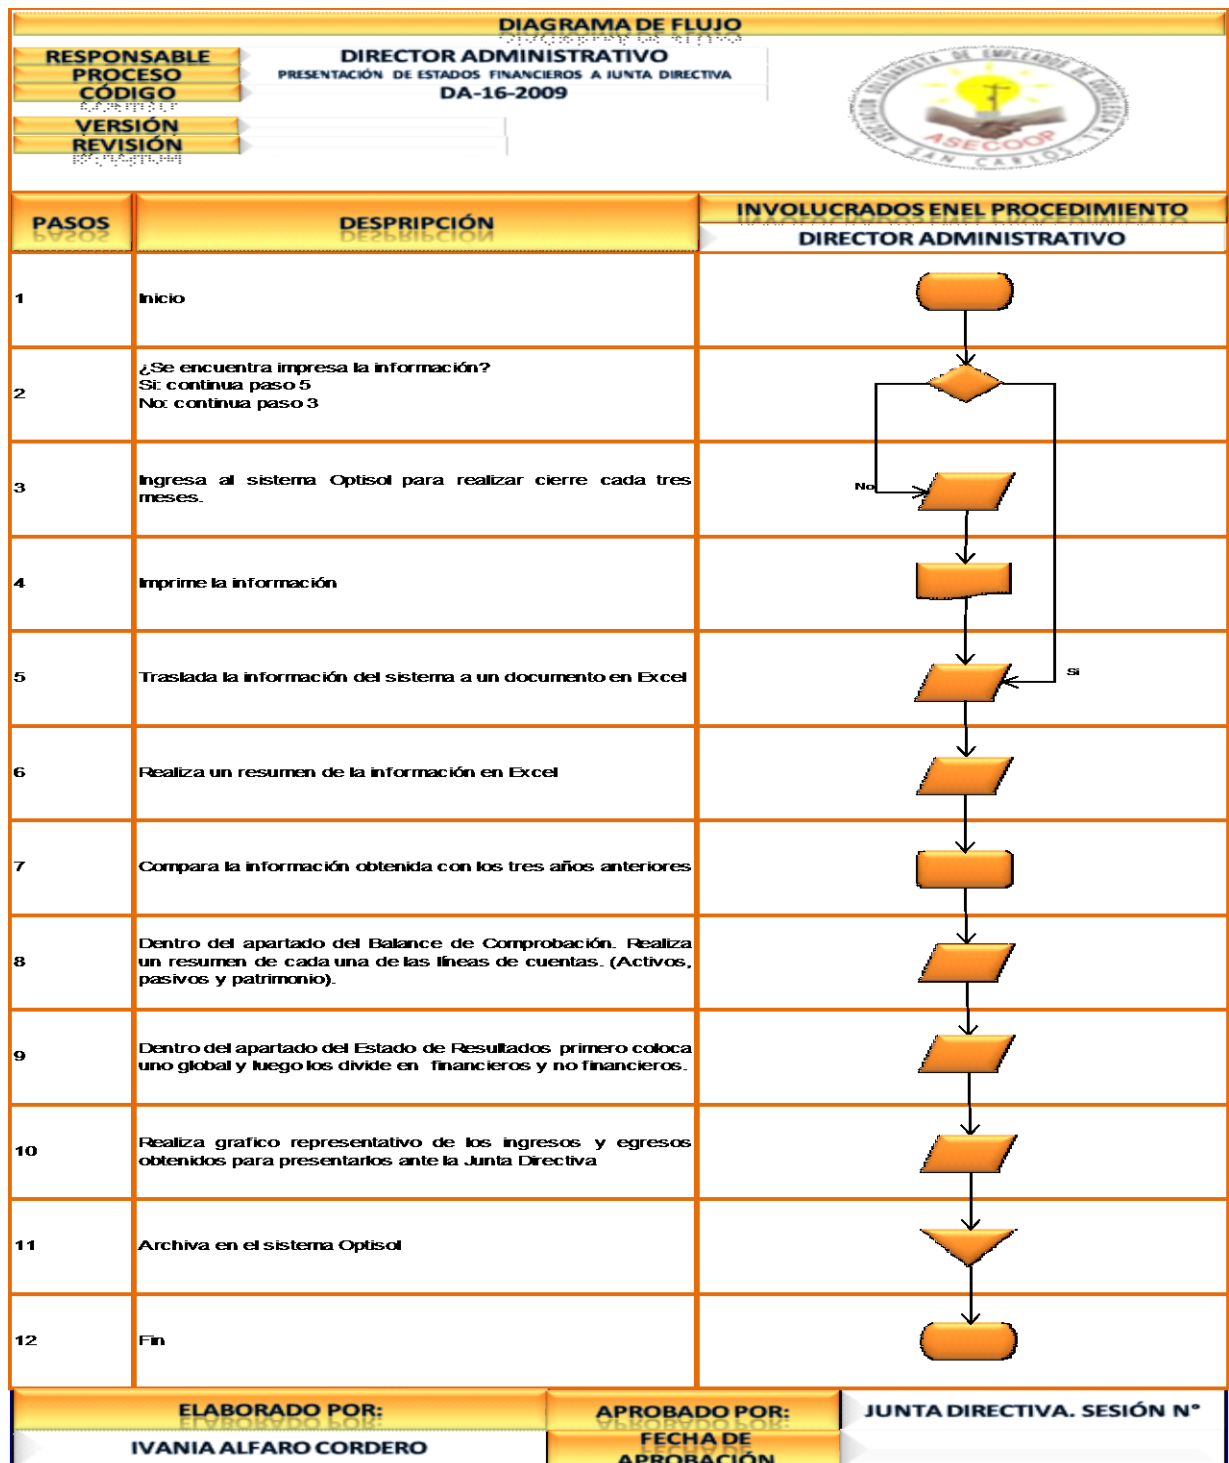 DIAGRAMA DE FLUJO
RESPONSABLE DIRECTOR ADMINISTRATIVO
PROCESO PRESENTACIÓN DE ESTADOS FINANCIEROS A JUNTA DIRECTIVA
CÓDIGO DA-16-2009
VERSIÓN
REVISIÓN
ASOCIACIÓN SOLIDARISTA DE EMPLEADOS DE COOPELESCA R.L.
ASECOOP
SAN CARLOS
PASOS DESPRIPCIÓN INVOLUCRADOS ENEL PROCEDIMIENTO
DIRECTOR ADMINISTRATIVO
1 Inicio
2 ¿Se encuentra impresa la información?
Si: continua paso 5
No: continua paso 3
3 Ingresa al sistema Optisol para realizar cierre cada tres
meses.
No
4 Imprime la información
5 Traslada la información del sistema a un documento en Excel
Si
6 Realiza un resumen de la información en Excel
7 Compara la información obtenida con los tres años anteriores
8 Dentro del apartado del Balance de Comprobación. Realiza
un resumen de cada una de las líneas de cuentas. (Activos,
pasivos y patrimonio).
9 Dentro del apartado del Estado de Resultados primero coloca
uno global y luego los divide en financieros y no financieros.
10 Realiza grafico representativo de los ingresos y egresos
obtenidos para presentarlos ante la Junta Directiva
11 Archiva en el sistema Optisol
12 Fin
ELABORADO POR: APROBADO POR: JUNTA DIRECTIVA. SESIÓN N°
IVANIA ALFARO CORDERO FECHA DE
APROBACIÓN